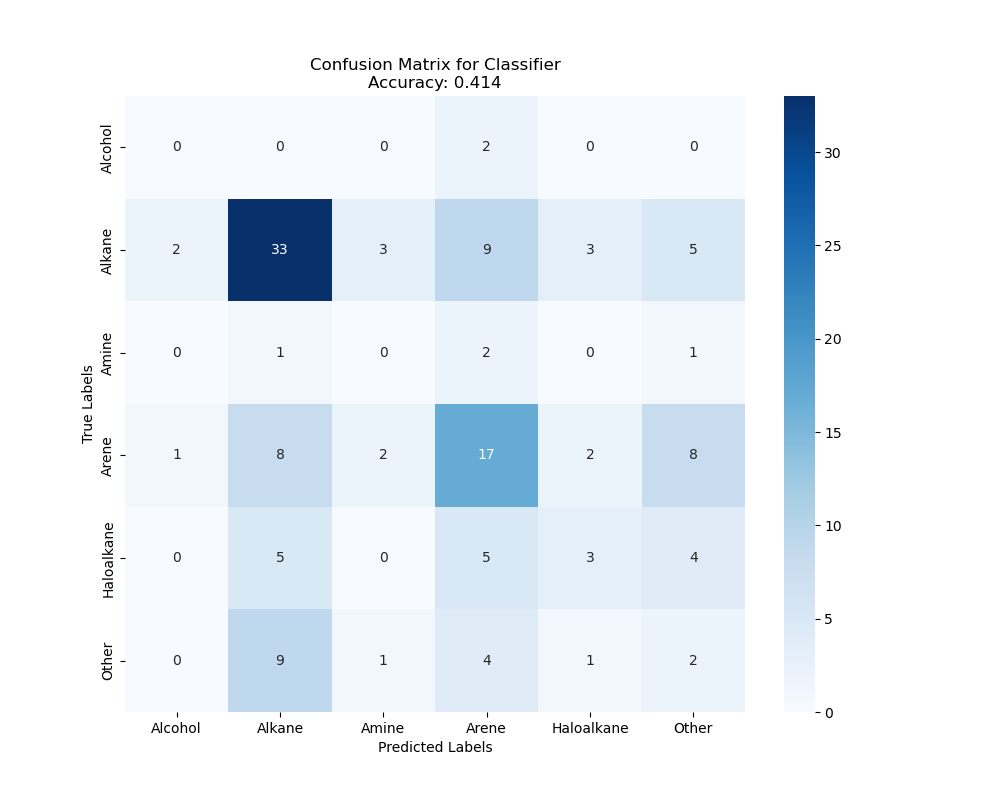 Confusion Matrix for Classifier
Accuracy: 0.414
True Labels
Alcohol
0 0 0 2 0 0
Alkane
2 33 3 9 3 5
Amine
0 1 0 2 0 1
Arene
1 8 2 17 2 8
Haloalkane
0 5 0 5 3 4
Other
0 9 1 4 1 2
Alcohol Alkane Amine Arene Haloalkane Other
Predicted Labels
30
25
20
15
10
5
0